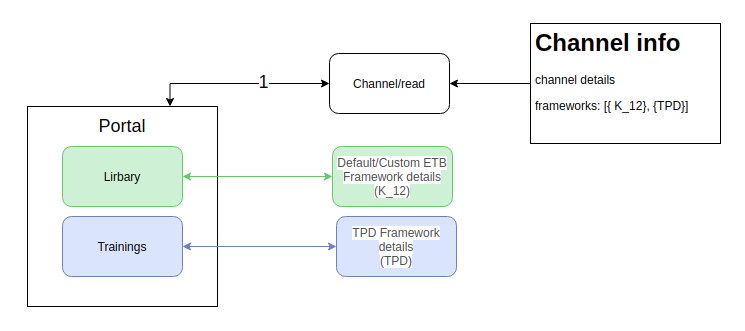 Channel info
channel details
frameworks: [{ K_12}, {TPD}]
1
Channel/read
Portal
Lirbary
Default/Custom ETB
Framework details
(K_12)
Trainings
TPD Framework
details
(TPD)